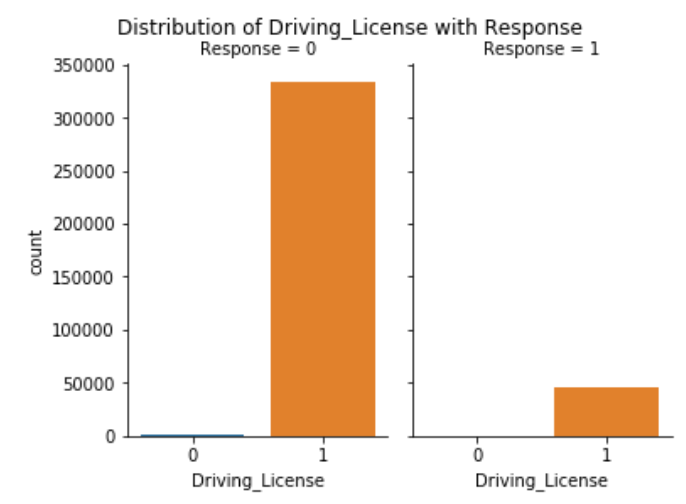 Distribution of Driving_License with Response
Response = 0
Response = 1
350000
300000
250000
200000
150000
100000
50000
0
count
0
1
0
1
Driving_License
Driving_License